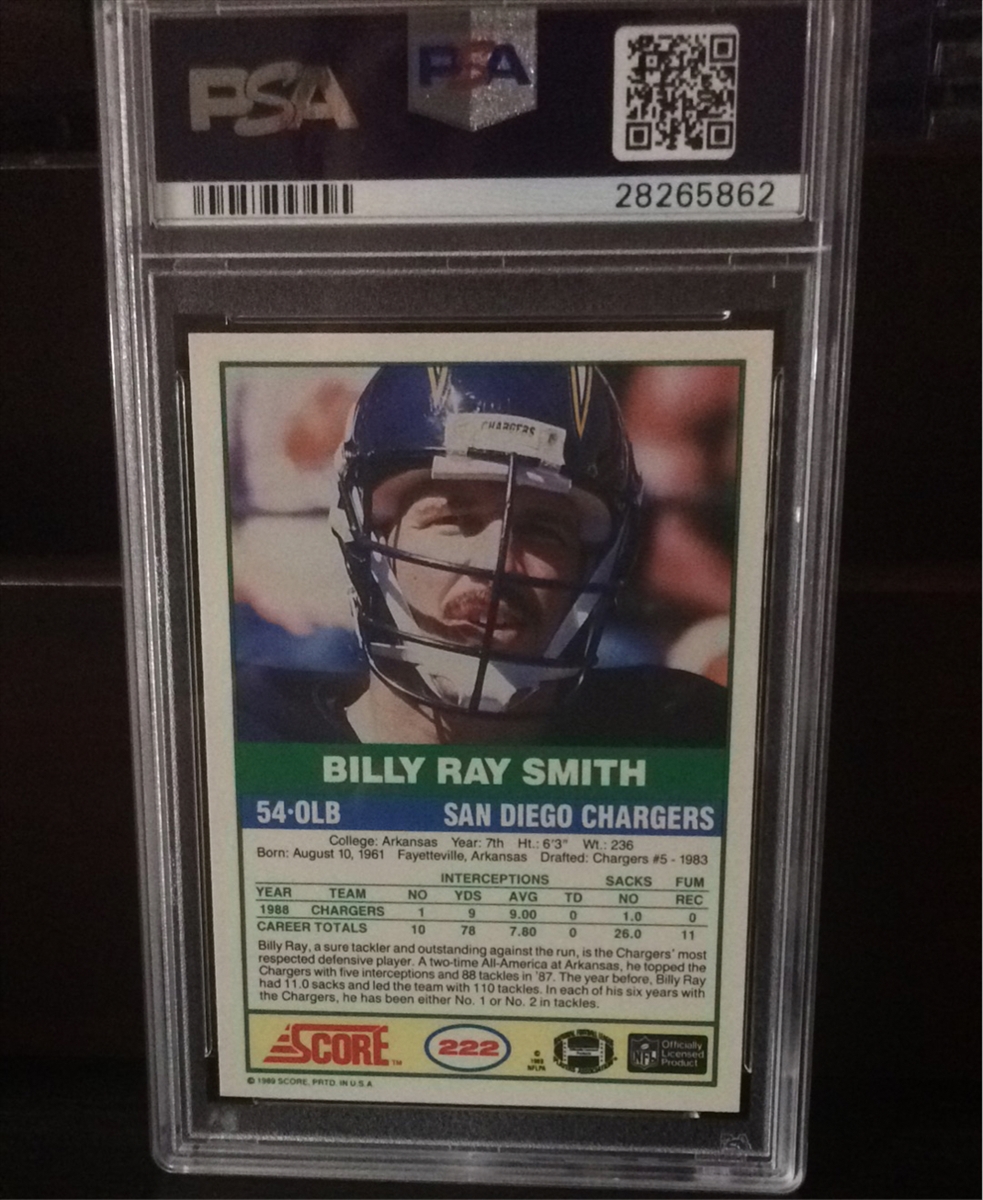 PSA PSA
28265862
CHARGERS
BILLY RAY SMITH
54·OLB SAN DIEGO CHARGERS
College: Arkansas Year: 7th Ht.: 6'3" Wt.: 236
Born: August 10, 1961 Fayetteville, Arkansas Drafted: Chargers #5 - 1983
INTERCEPTIONS SACKS FUM
YEAR TEAM NO YDS AVG TD NO REC
1988 CHARGERS 1 9 9.00 0 1.0 0
CAREER TOTALS 10 78 7.80 0 26.0 11
Billy Ray, a sure tackler and outstanding against the run, is the Chargers' most
respected defensive player. A two-time All-America at Arkansas, he topped the
Chargers with five interceptions and 88 tackles in '87. The year before, Billy Ray
had 11.0 sacks and led the team with 110 tackles. In each of his six years with
the Chargers, he has been either No. 1 or No. 2 in tackles.
SCORE™ 222
©
1989
NFLPA
NFL
Officially
Licensed
Product
© 1989 SCORE, PRTD. IN U.S.A.